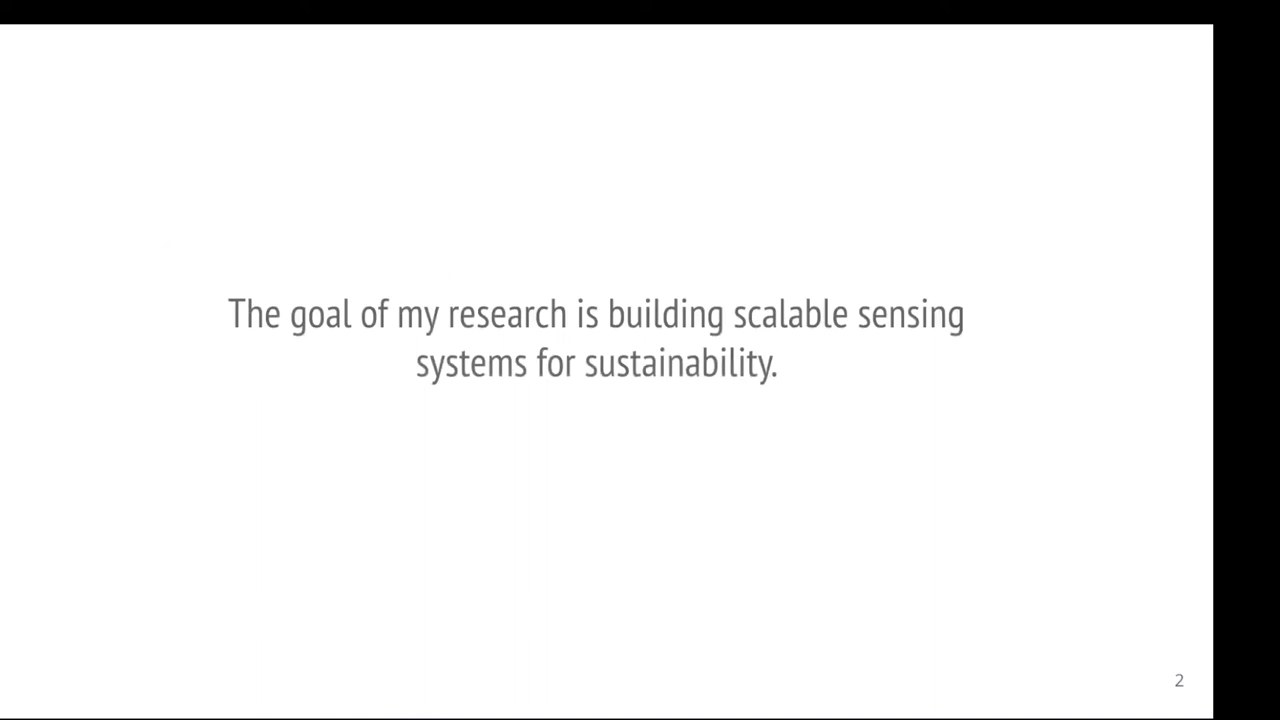 The goal of my research is building scalable sensing
systems for sustainability.
2